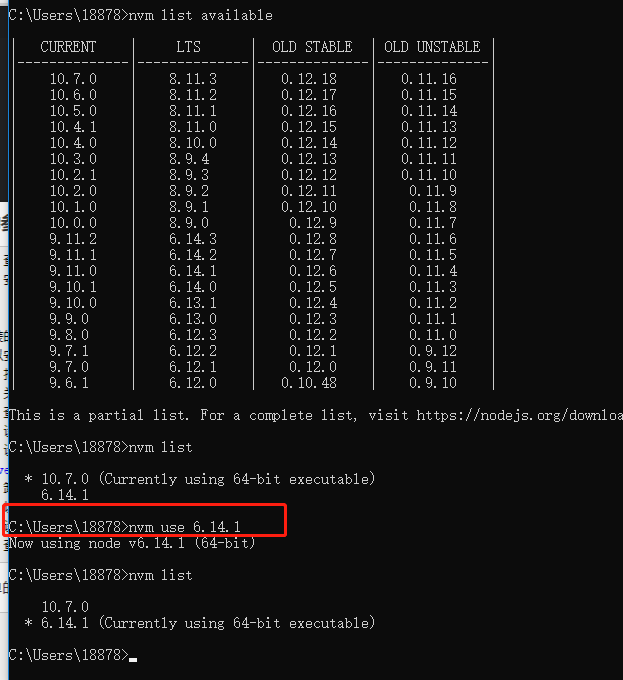 C:\Users\18878>nvm list available
| CURRENT | LTS | OLD STABLE | OLD UNSTABLE |
|--------------|--------------|--------------|--------------|
| 10.7.0 | 8.11.3 | 0.12.18 | 0.11.16 |
| 10.6.0 | 8.11.2 | 0.12.17 | 0.11.15 |
| 10.5.0 | 8.11.1 | 0.12.16 | 0.11.14 |
| 10.4.1 | 8.11.0 | 0.12.15 | 0.11.13 |
| 10.4.0 | 8.10.0 | 0.12.14 | 0.11.12 |
| 10.3.0 | 8.9.4 | 0.12.13 | 0.11.11 |
| 10.2.1 | 8.9.3 | 0.12.12 | 0.11.10 |
| 10.2.0 | 8.9.2 | 0.12.11 | 0.11.9 |
| 10.1.0 | 8.9.1 | 0.12.10 | 0.11.8 |
| 10.0.0 | 8.9.0 | 0.12.9 | 0.11.7 |
| 9.11.2 | 6.14.3 | 0.12.8 | 0.11.6 |
| 9.11.1 | 6.14.2 | 0.12.7 | 0.11.5 |
| 9.11.0 | 6.14.1 | 0.12.6 | 0.11.4 |
| 9.10.1 | 6.14.0 | 0.12.5 | 0.11.3 |
| 9.10.0 | 6.13.1 | 0.12.4 | 0.11.2 |
| 9.9.0 | 6.13.0 | 0.12.3 | 0.11.1 |
| 9.8.0 | 6.12.3 | 0.12.2 | 0.11.0 |
| 9.7.1 | 6.12.2 | 0.12.1 | 0.9.12 |
| 9.7.0 | 6.12.1 | 0.12.0 | 0.9.11 |
| 9.6.1 | 6.12.0 | 0.10.48 | 0.9.10 |
This is a partial list. For a complete list, visit https://nodejs.org/downloa
C:\Users\18878>nvm list
* 10.7.0 (Currently using 64-bit executable)
6.14.1
C:\Users\18878>nvm use 6.14.1
Now using node v6.14.1 (64-bit)
C:\Users\18878>nvm list
10.7.0
* 6.14.1 (Currently using 64-bit executable)
C:\Users\18878>